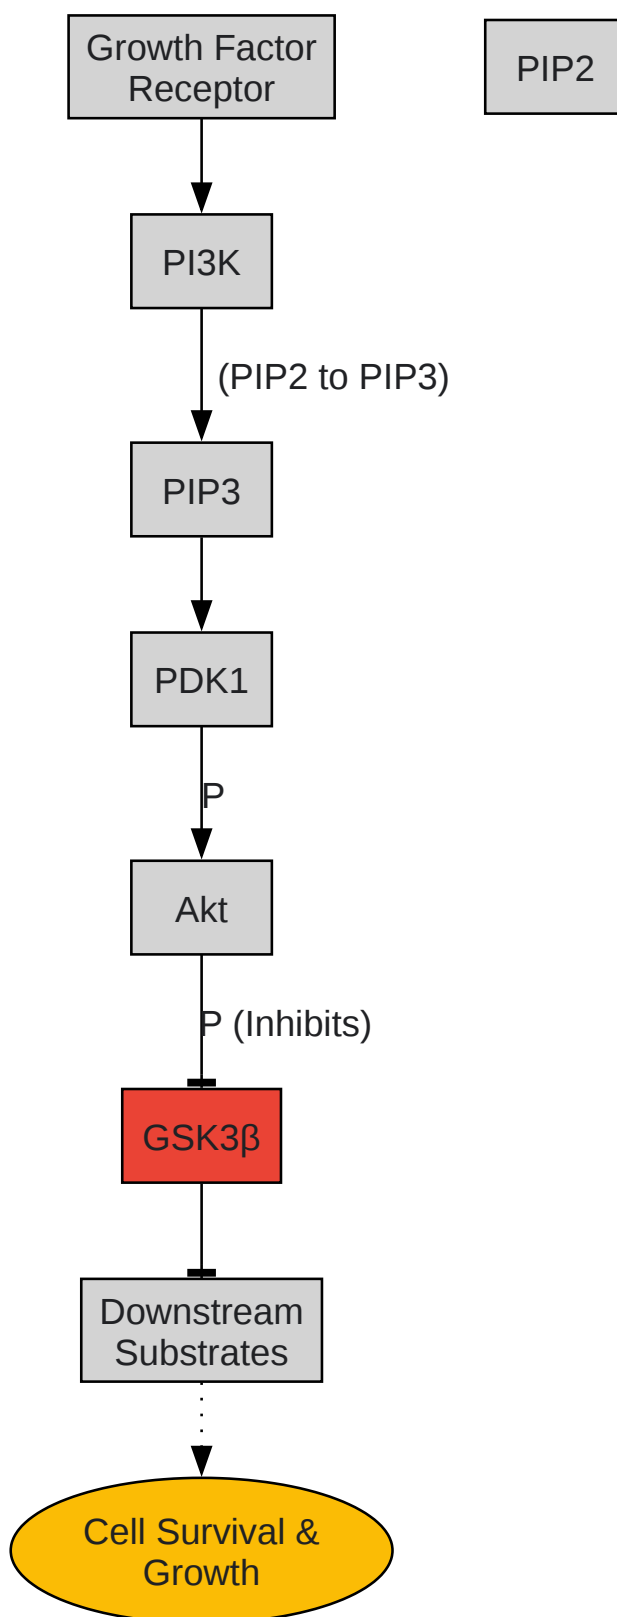 Growth Factor
Receptor
PIP2
PI3K
(PIP2 to PIP3)
PIP3
PDK1
P
Akt
P (Inhibits)
GSK3β
Downstream
Substrates
Cell Survival &
Growth